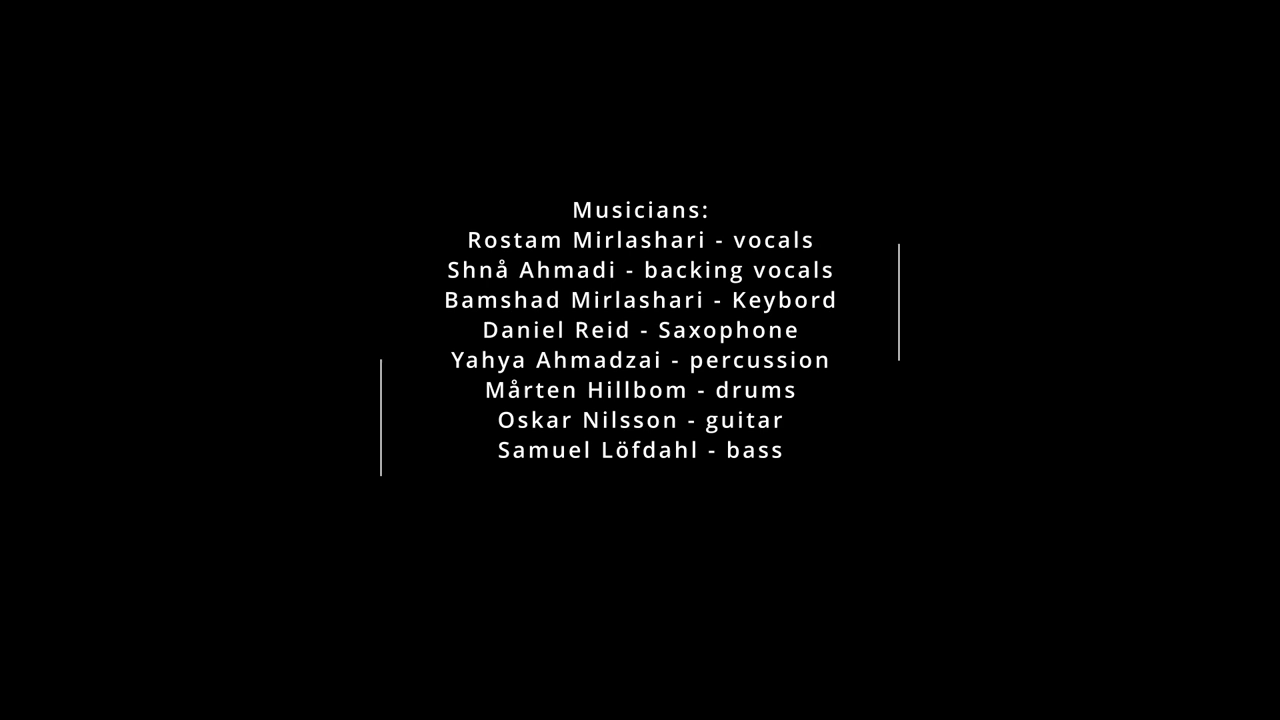 Musicians:
Rostam Mirlashari - vocals
Shnå Ahmadi - backing vocals
Bamshad Mirlashari - Keybord
Daniel Reid - Saxophone
Yahya Ahmadzai - percussion
Mårten Hillbom - drums
Oskar Nilsson - guitar
Samuel Löfdahl - bass